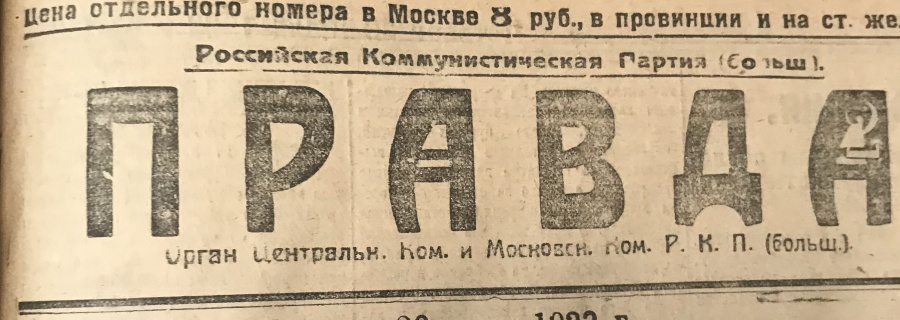 Цена отдельного номера в Москве 8 руб., в провинции и на ст. же
Российская Коммунистическая Партия (больш).
ПРАВДА
Орган Центральн. Ком. и Московск. Ком. Р. К. П. (больш.).